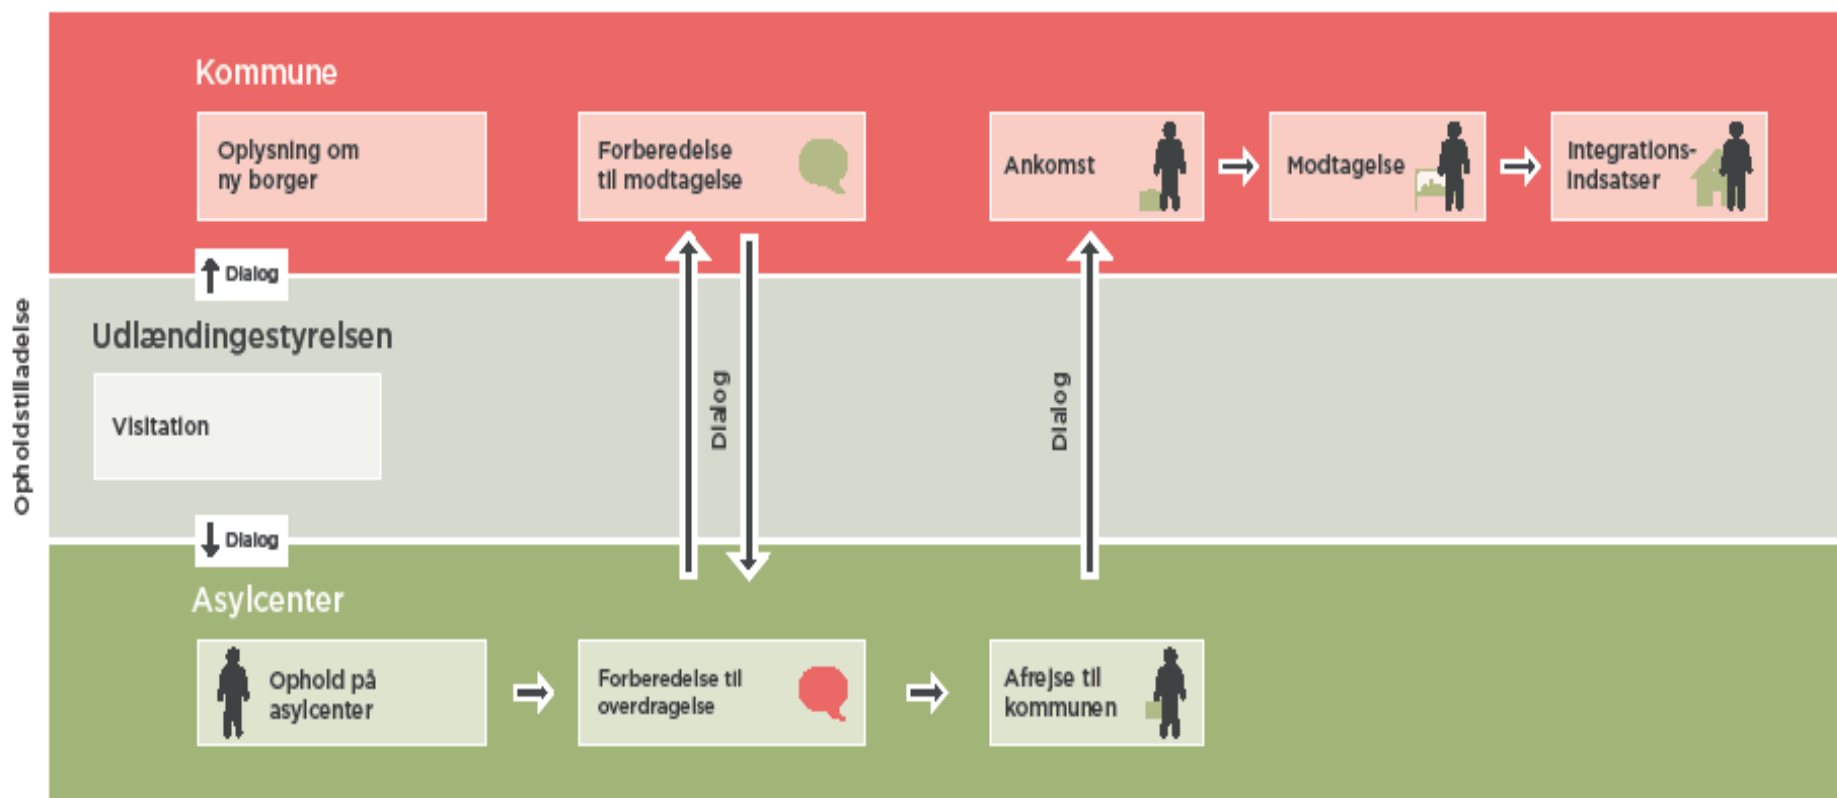 Kommune
Oplysning om
ny borger
Forberedelse
til modtagelse
Ankomst
Modtagelse
Integrations-
indsatser
Dialog
Opholdstilladelse
Udlændingestyrelsen
Visitation
Dialog
Dialog
Dialog
Asylcenter
Ophold på
asylcenter
Forberedelse til
overdragelse
Afrejse til
kommunen